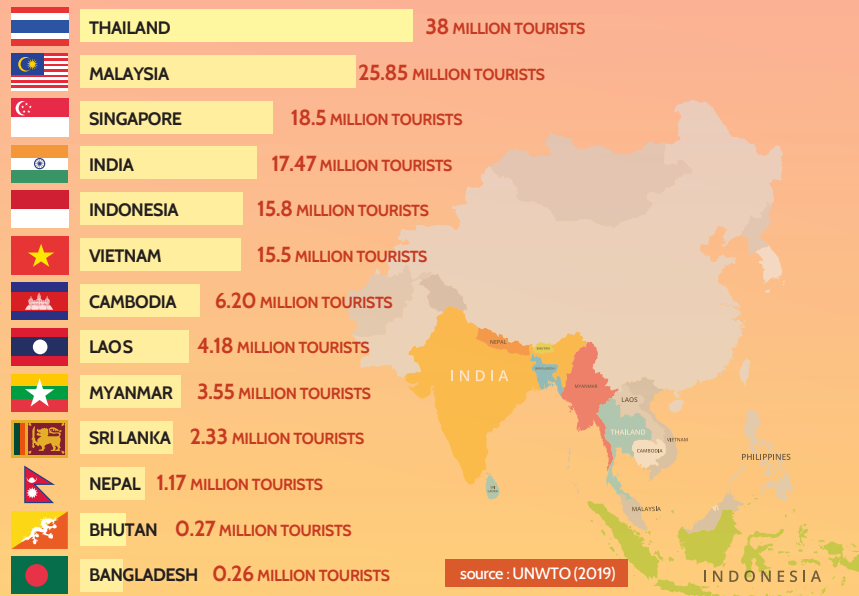 THAILAND 38 MILLION TOURISTS
MALAYSIA 25.85 MILLION TOURISTS
SINGAPORE 18.5 MILLION TOURISTS
INDIA 17.47 MILLION TOURISTS
INDONESIA 15.8 MILLION TOURISTS
VIETNAM 15.5 MILLION TOURISTS
CAMBODIA 6.20 MILLION TOURISTS
LAOS 4.18 MILLION TOURISTS
MYANMAR 3.55 MILLION TOURISTS
SRI LANKA 2.33 MILLION TOURISTS
NEPAL 1.17 MILLION TOURISTS
BHUTAN 0.27 MILLION TOURISTS
BANGLADESH 0.26 MILLION TOURISTS
NEPAL
INDIA
MYANMAR
LAOS
THAILAND
VIETNAM
CAMBODIA
PHILIPPINES
MALAYSIA
INDONESIA
source : UNWTO (2019)